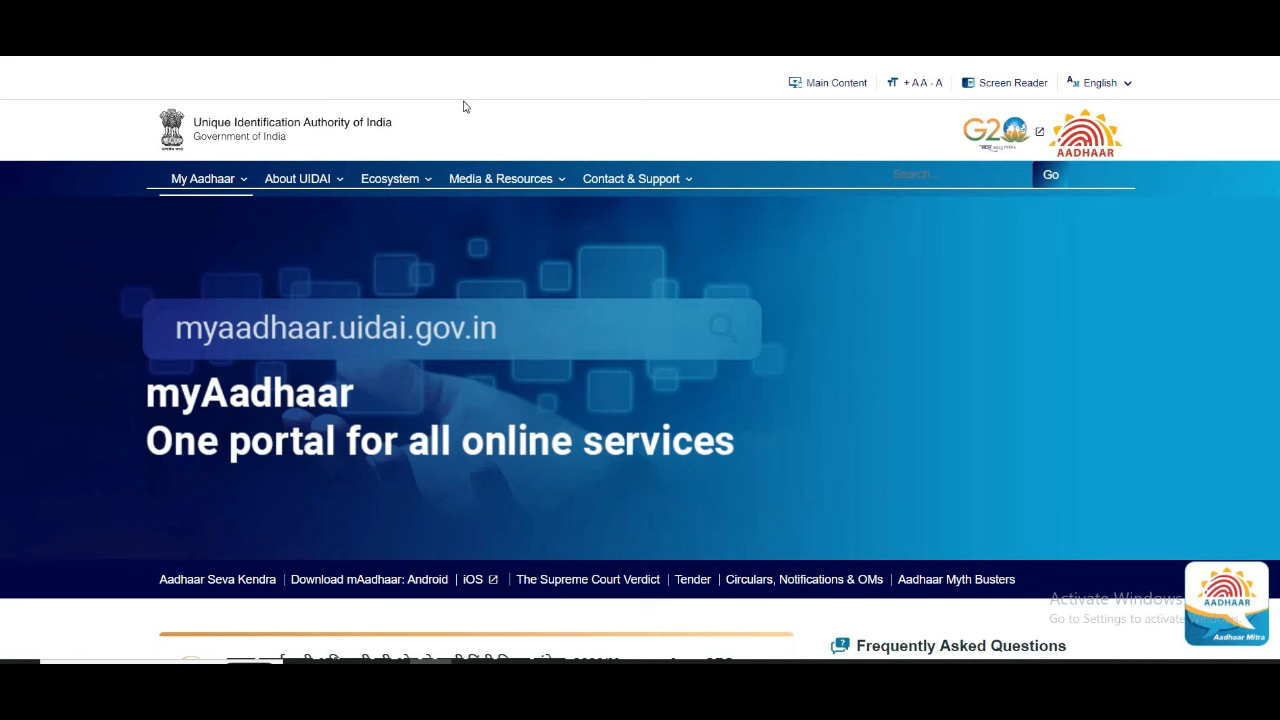 Main Content
+ A A - A
Screen Reader
English
Unique Identification Authority of India
Government of India
G20
AADHAAR
My Aadhaar
About UIDAI
Ecosystem
Media & Resources
Contact & Support
Search...
Go
myaadhaar.uidai.gov.in
myAadhaar
One portal for all online services
Aadhaar Seva Kendra
Download mAadhaar: Android
iOS
The Supreme Court Verdict
Tender
Circulars, Notifications & OMs
Aadhaar Myth Busters
Activate Windows
Go to Settings to activate Windows.
AADHAAR
Aadhaar Mitra
Frequently Asked Questions